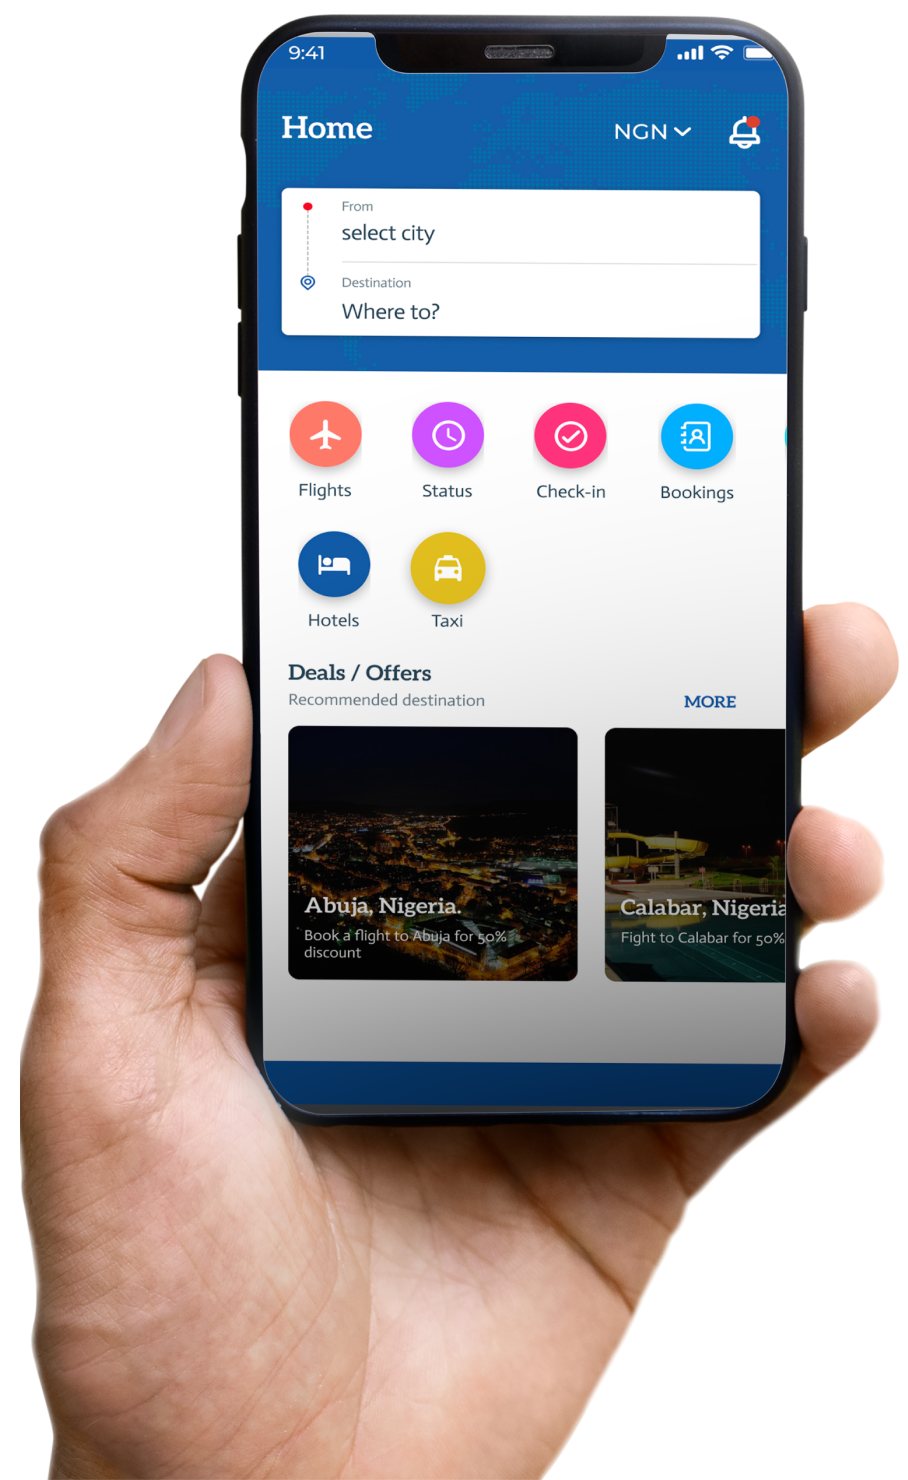 9:41
Home
NGN
From
select city
Destination
Where to?
Flights
Status
Check-in
Bookings
Hotels
Taxi
Deals / Offers
Recommended destination
MORE
Abuja, Nigeria.
Book a flight to Abuja for 50%
discount
Calabar, Nigeria
Fight to Calabar for 50%